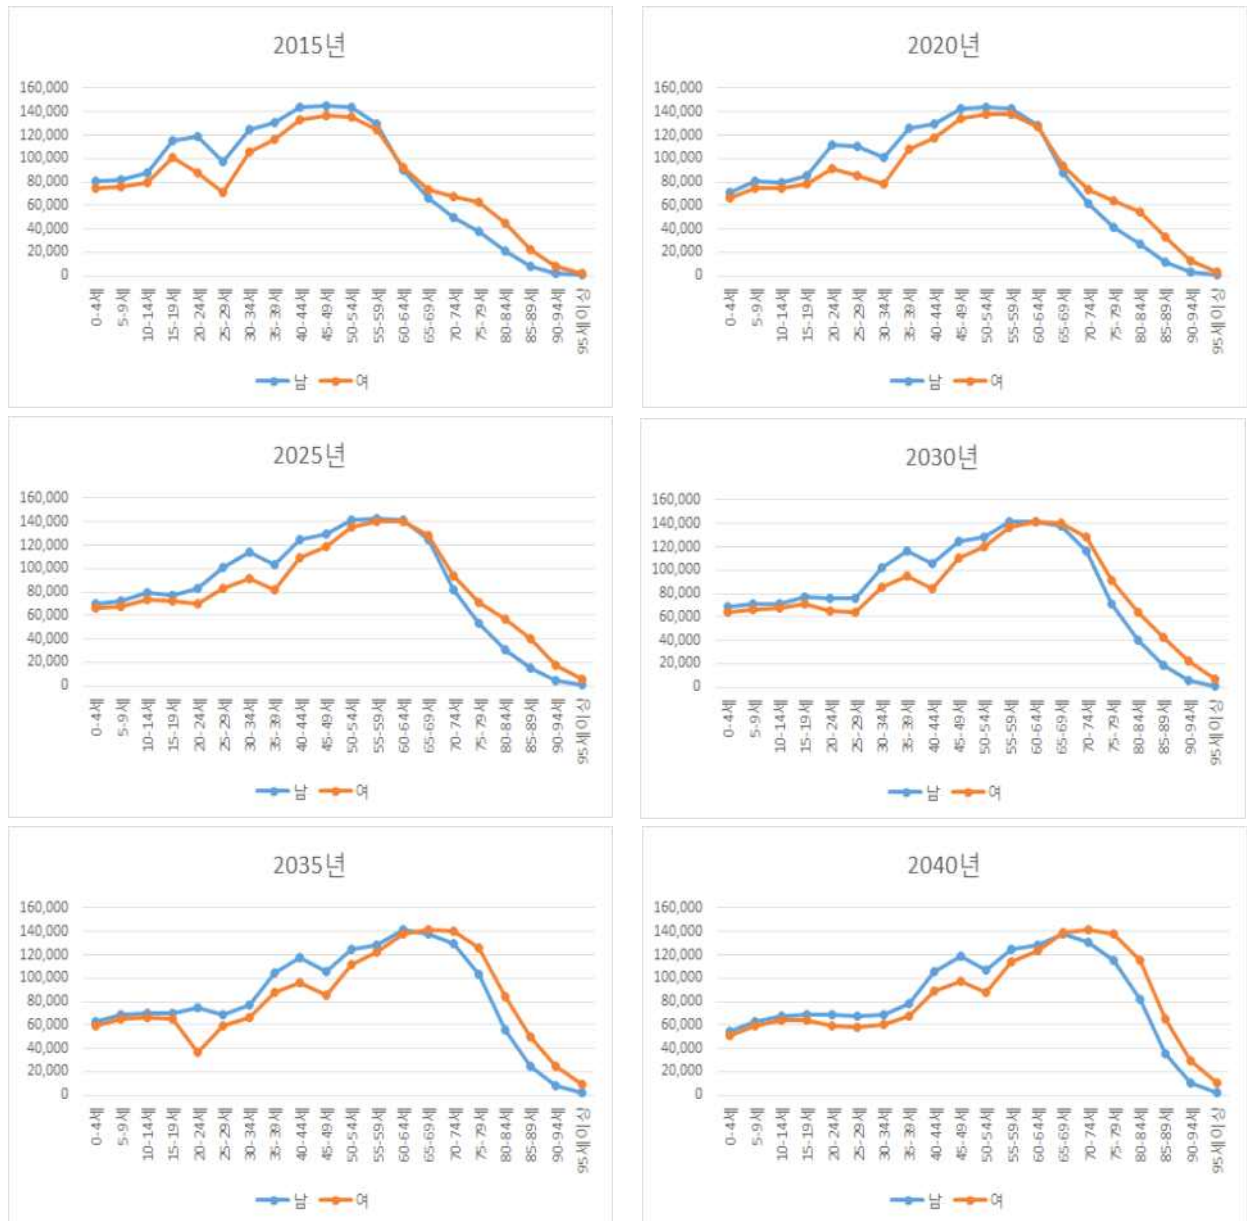 2015년
160,000
140,000
120,000
100,000
80,000
60,000
40,000
20,000
0
0-4세
5-9세
10-14세
15-19세
20-24세
25-29세
30-34세
35-39세
40-44세
45-49세
50-54세
55-59세
60-64세
65-69세
70-74세
75-79세
80-84세
85-89세
90-94세
95세이상
남 여
2020년
160,000
140,000
120,000
100,000
80,000
60,000
40,000
20,000
0
0-4세
5-9세
10-14세
15-19세
20-24세
25-29세
30-34세
35-39세
40-44세
45-49세
50-54세
55-59세
60-64세
65-69세
70-74세
75-79세
80-84세
85-89세
90-94세
95세이상
남 여
2025년
160,000
140,000
120,000
100,000
80,000
60,000
40,000
20,000
0
0-4세
5-9세
10-14세
15-19세
20-24세
25-29세
30-34세
35-39세
40-44세
45-49세
50-54세
55-59세
60-64세
65-69세
70-74세
75-79세
80-84세
85-89세
90-94세
95세이상
남 여
2030년
160,000
140,000
120,000
100,000
80,000
60,000
40,000
20,000
0
0-4세
5-9세
10-14세
15-19세
20-24세
25-29세
30-34세
35-39세
40-44세
45-49세
50-54세
55-59세
60-64세
65-69세
70-74세
75-79세
80-84세
85-89세
90-94세
95세이상
남 여
2035년
160,000
140,000
120,000
100,000
80,000
60,000
40,000
20,000
0
0-4세
5-9세
10-14세
15-19세
20-24세
25-29세
30-34세
35-39세
40-44세
45-49세
50-54세
55-59세
60-64세
65-69세
70-74세
75-79세
80-84세
85-89세
90-94세
95세이상
남 여
2040년
160,000
140,000
120,000
100,000
80,000
60,000
40,000
20,000
0
0-4세
5-9세
10-14세
15-19세
20-24세
25-29세
30-34세
35-39세
40-44세
45-49세
50-54세
55-59세
60-64세
65-69세
70-74세
75-79세
80-84세
85-89세
90-94세
95세이상
남 여